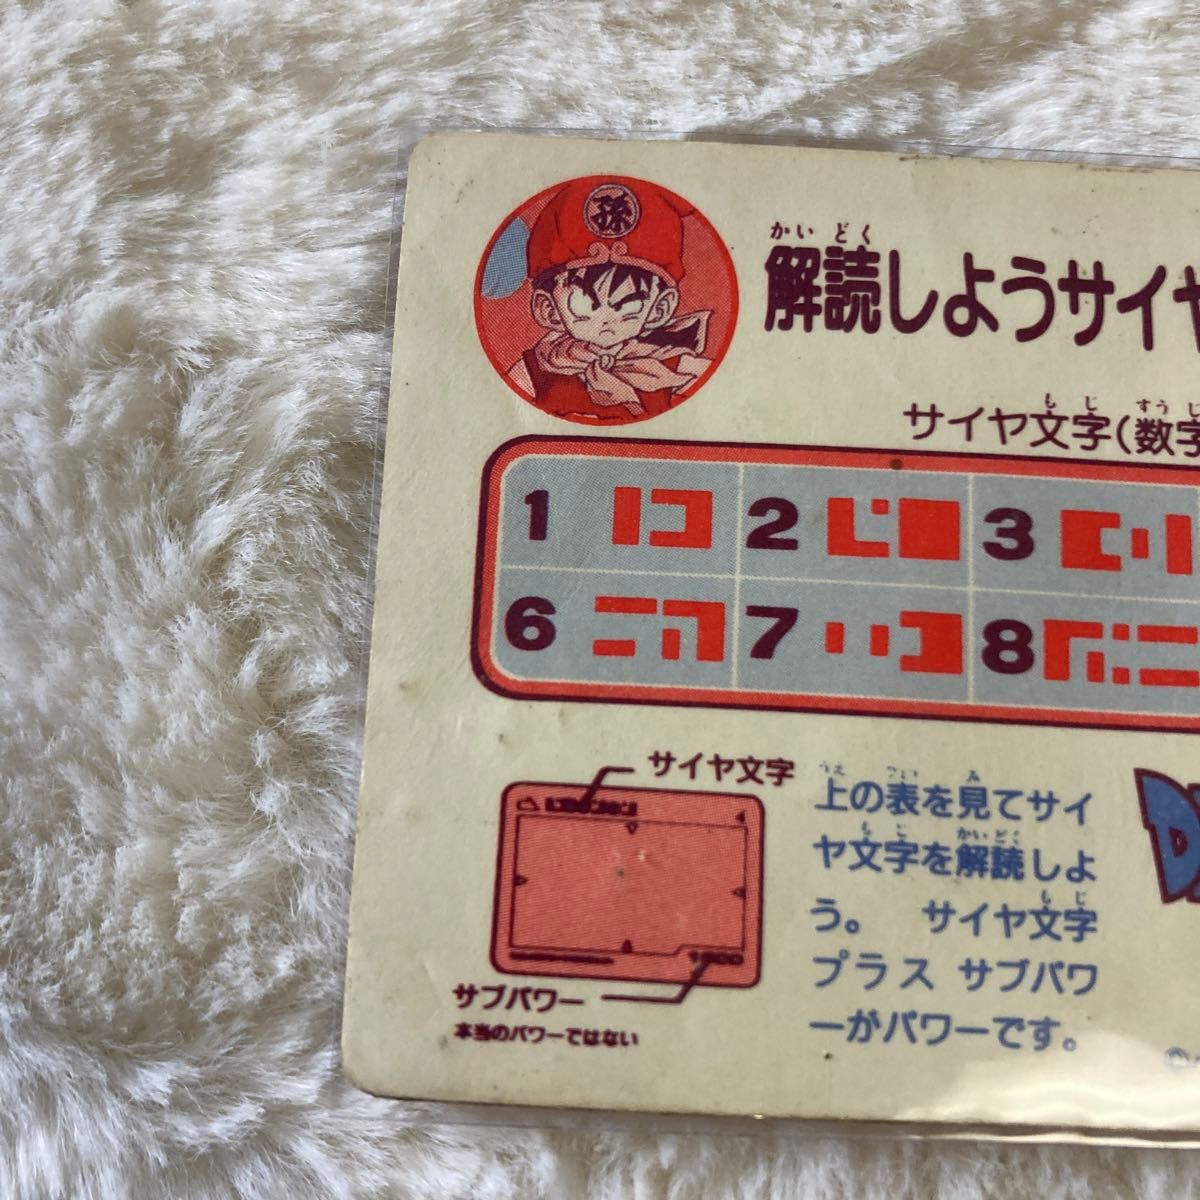 孫
かいどく
解読しようサイヤ
もじ すうじ
サイヤ文字(数字
1 2 3
6 7 8
サイヤ文字
サブパワー
本当のパワーではない
うえ ひょう み
上の表を見てサイ
もじ かいどく
ヤ文字を解読しよ
もじ
う。 サイヤ文字
プラス サブパワ
ーがパワーです。